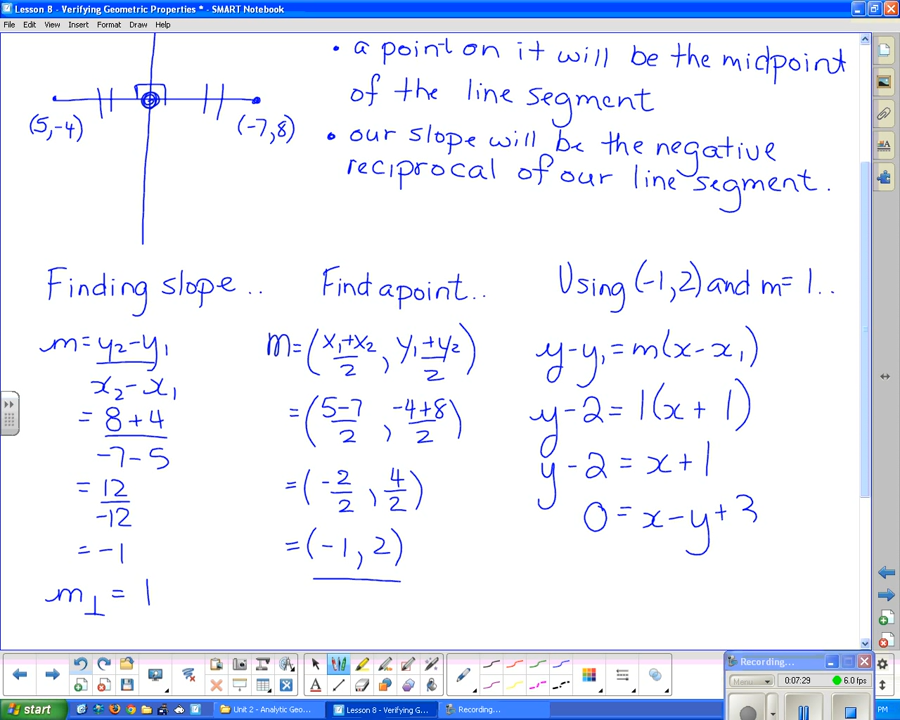 Lesson 8 - Verifying Geometric Properties * - SMART Notebook
File Edit View Insert Format Draw Help
• a point on it will be the midpoint
of the line segment
(5,-4)
(-7,8)
• our slope will be the negative
reciprocal of our line segment.
Finding slope..
m = y₂-y₁
x₂-x₁
= 8+4
-7-5
= 12
-12
= -1
m⊥ = 1
Find a point..
M = (x₁+x₂/2, y₁+y₂/2)
= (5-7/2, -4+8/2)
= (-2/2, 4/2)
= (-1, 2)
Using (-1,2) and m=1..
y-y₁=m(x-x₁)
y-2=1(x+1)
y-2=x+1
0=x-y+3
Recording...
Menu
0:07:29
6.0 fps
start
Unit 2 - Analytic Geo...
Lesson 8 - Verifying G...
Recording...
PM